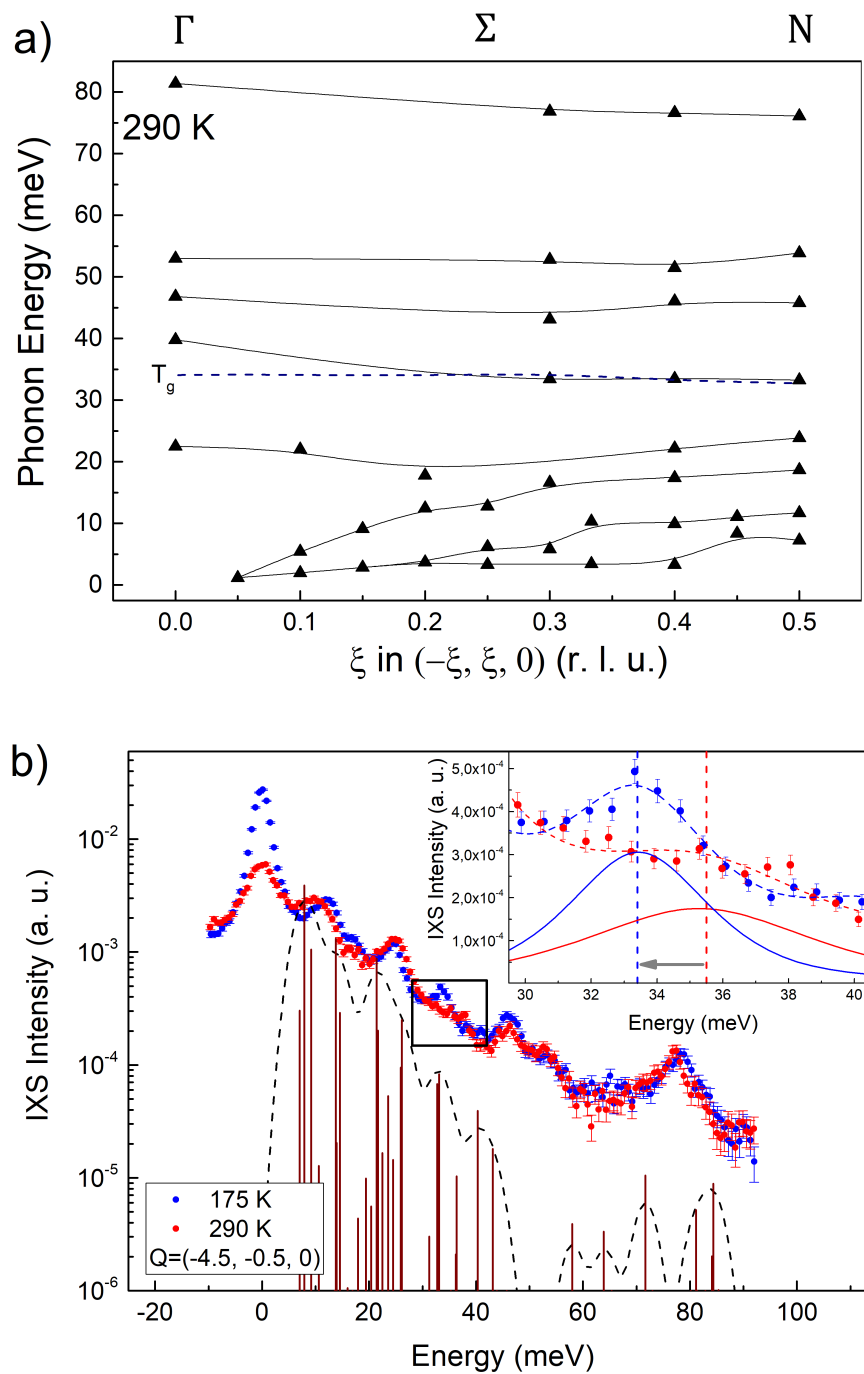 a)
Γ Σ N
290 K
Phonon Energy (meV)
80
70
60
50
40
30
20
10
0
T_g
0.0 0.1 0.2 0.3 0.4 0.5
ξ in (−ξ, ξ, 0) (r. l. u.)
b)
IXS Intensity (a. u.)
10^-2
10^-3
10^-4
10^-5
10^-6
175 K
290 K
Q=(-4.5, -0.5, 0)
-20 0 20 40 60 80 100
Energy (meV)
IXS Intensity (a. u.)
5,0x10^-4
4,0x10^-4
3,0x10^-4
2,0x10^-4
1,0x10^-4
30 32 34 36 38 40
Energy (meV)